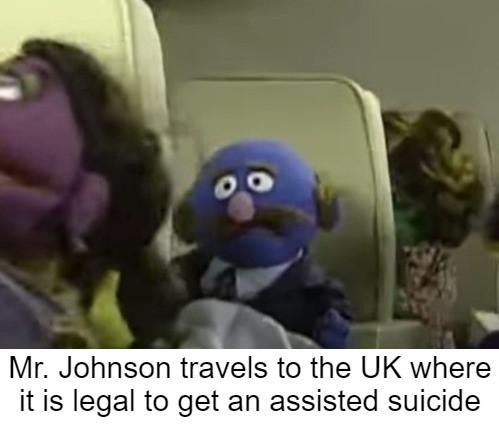 Mr. Johnson travels to the UK where
it is legal to get an assisted suicide